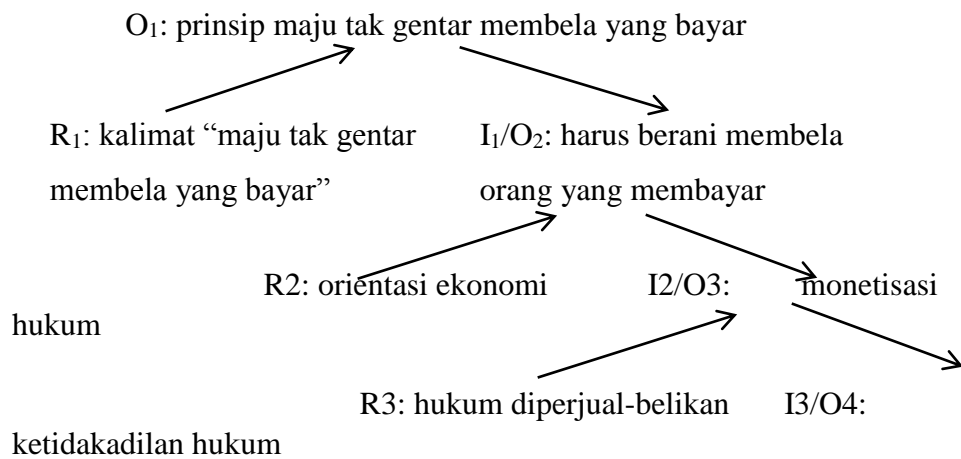 O₁: prinsip maju tak gentar membela yang bayar
R₁: kalimat “maju tak gentar I₁/O₂: harus berani membela
membela yang bayar” orang yang membayar
R2: orientasi ekonomi I2/O3: monetisasi
hukum
R3: hukum diperjual-belikan I3/O4:
ketidakadilan hukum